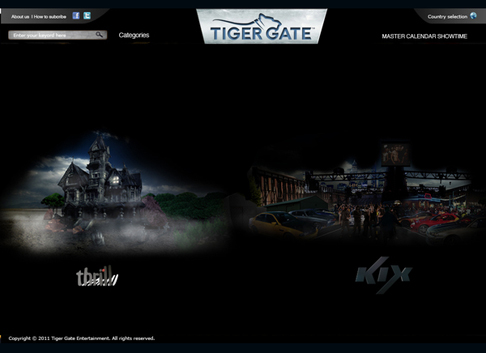 About us | How to subcribe
Country selection
TIGER GATE
Enter your keyword here...
Categories
MASTER CALENDAR SHOWTIME
thrill
KIX
Copyright © 2011 Tiger Gate Entertainment. All rights reserved.